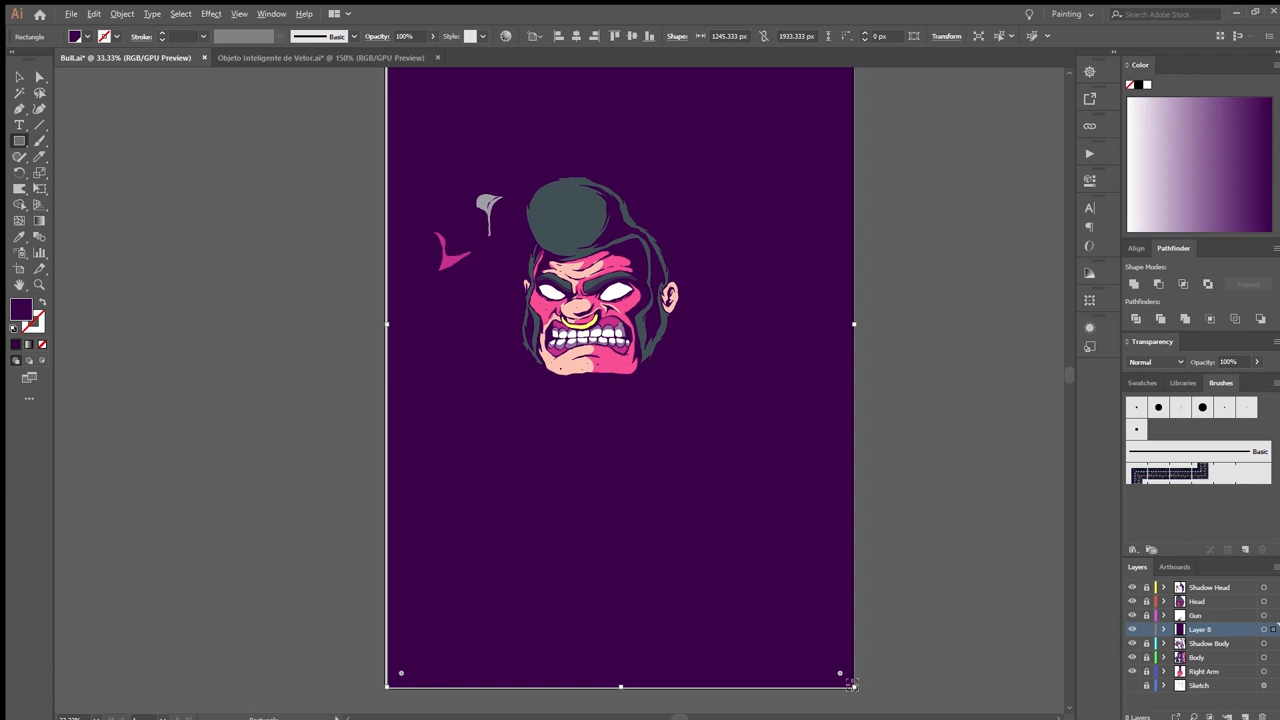 Ai File Edit Object Type Select Effect View Window Help Painting Search Adobe Stock
Rectangle Stroke: Basic Opacity: 100% Style: Shape: 1245.333 px 1933.333 px 0 px Transform
Bull.ai* @ 33.33% (RGB/GPU Preview) × Objeto Inteligente de Vetor.ai* @ 150% (RGB/GPU Preview) ×
Color
Align Pathfinder
Shape Modes:
Expand
Pathfinders:
Transparency
Normal Opacity: 100%
Swatches Libraries Brushes
Basic
Layers Artboards
Shadow Head
Head
Gun
Layer 8
Shadow Body
Body
Right Arm
Sketch
33.33% Rectangle 8 Layers